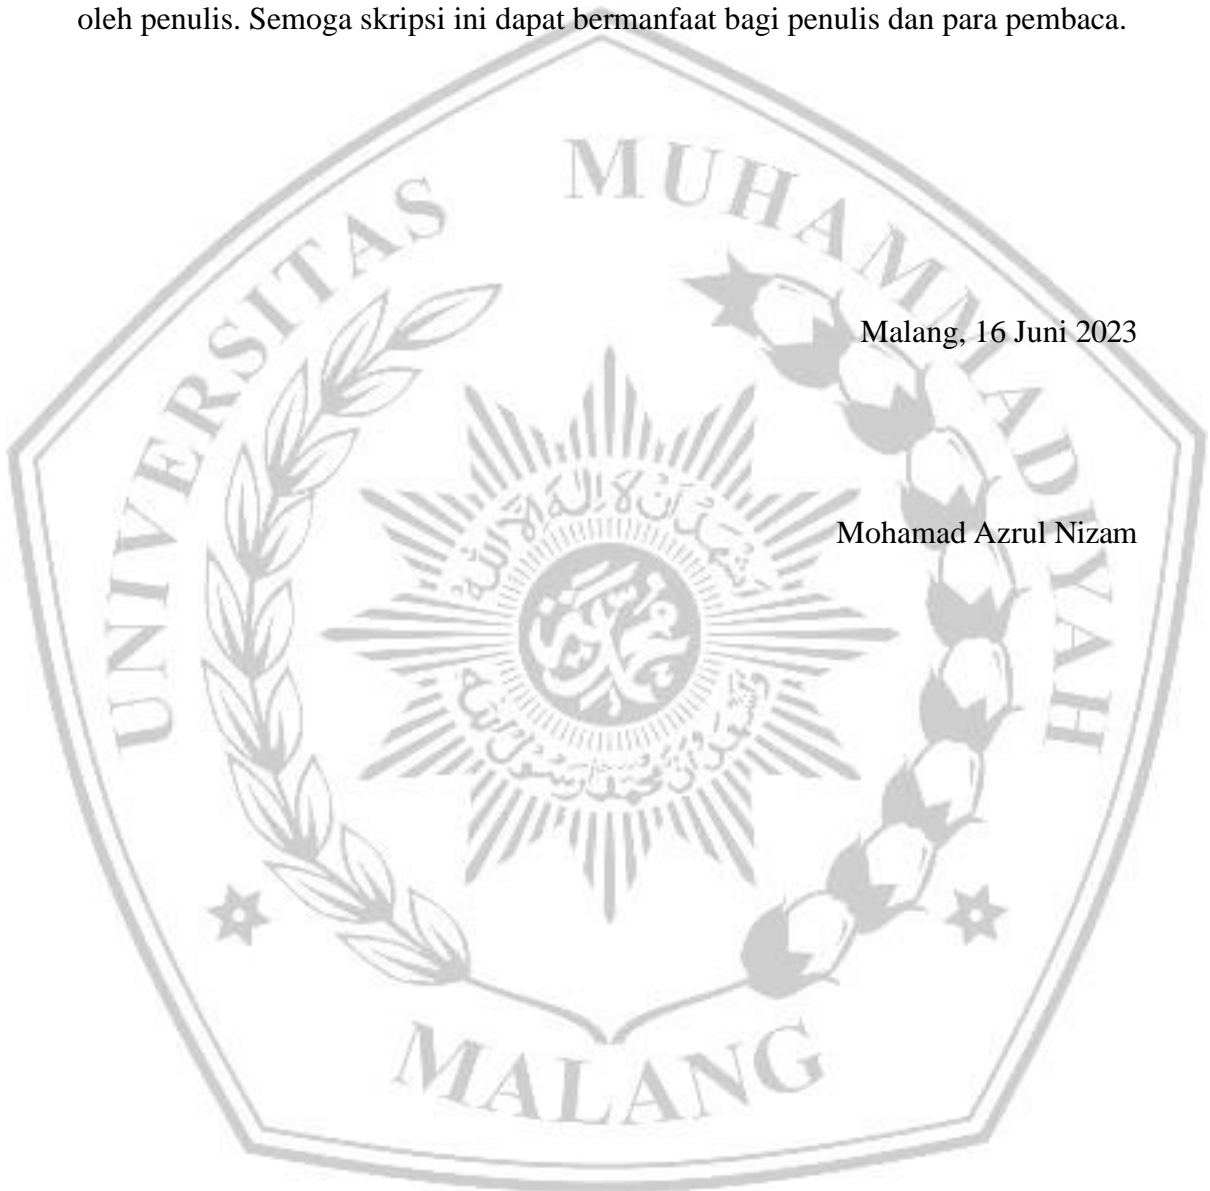 oleh penulis. Semoga skripsi ini dapat bermanfaat bagi penulis dan para pembaca.
UNIVERSITAS MUHAMMADIYAH
Malang, 16 Juni 2023
Mohamad Azrul Nizam
MALANG